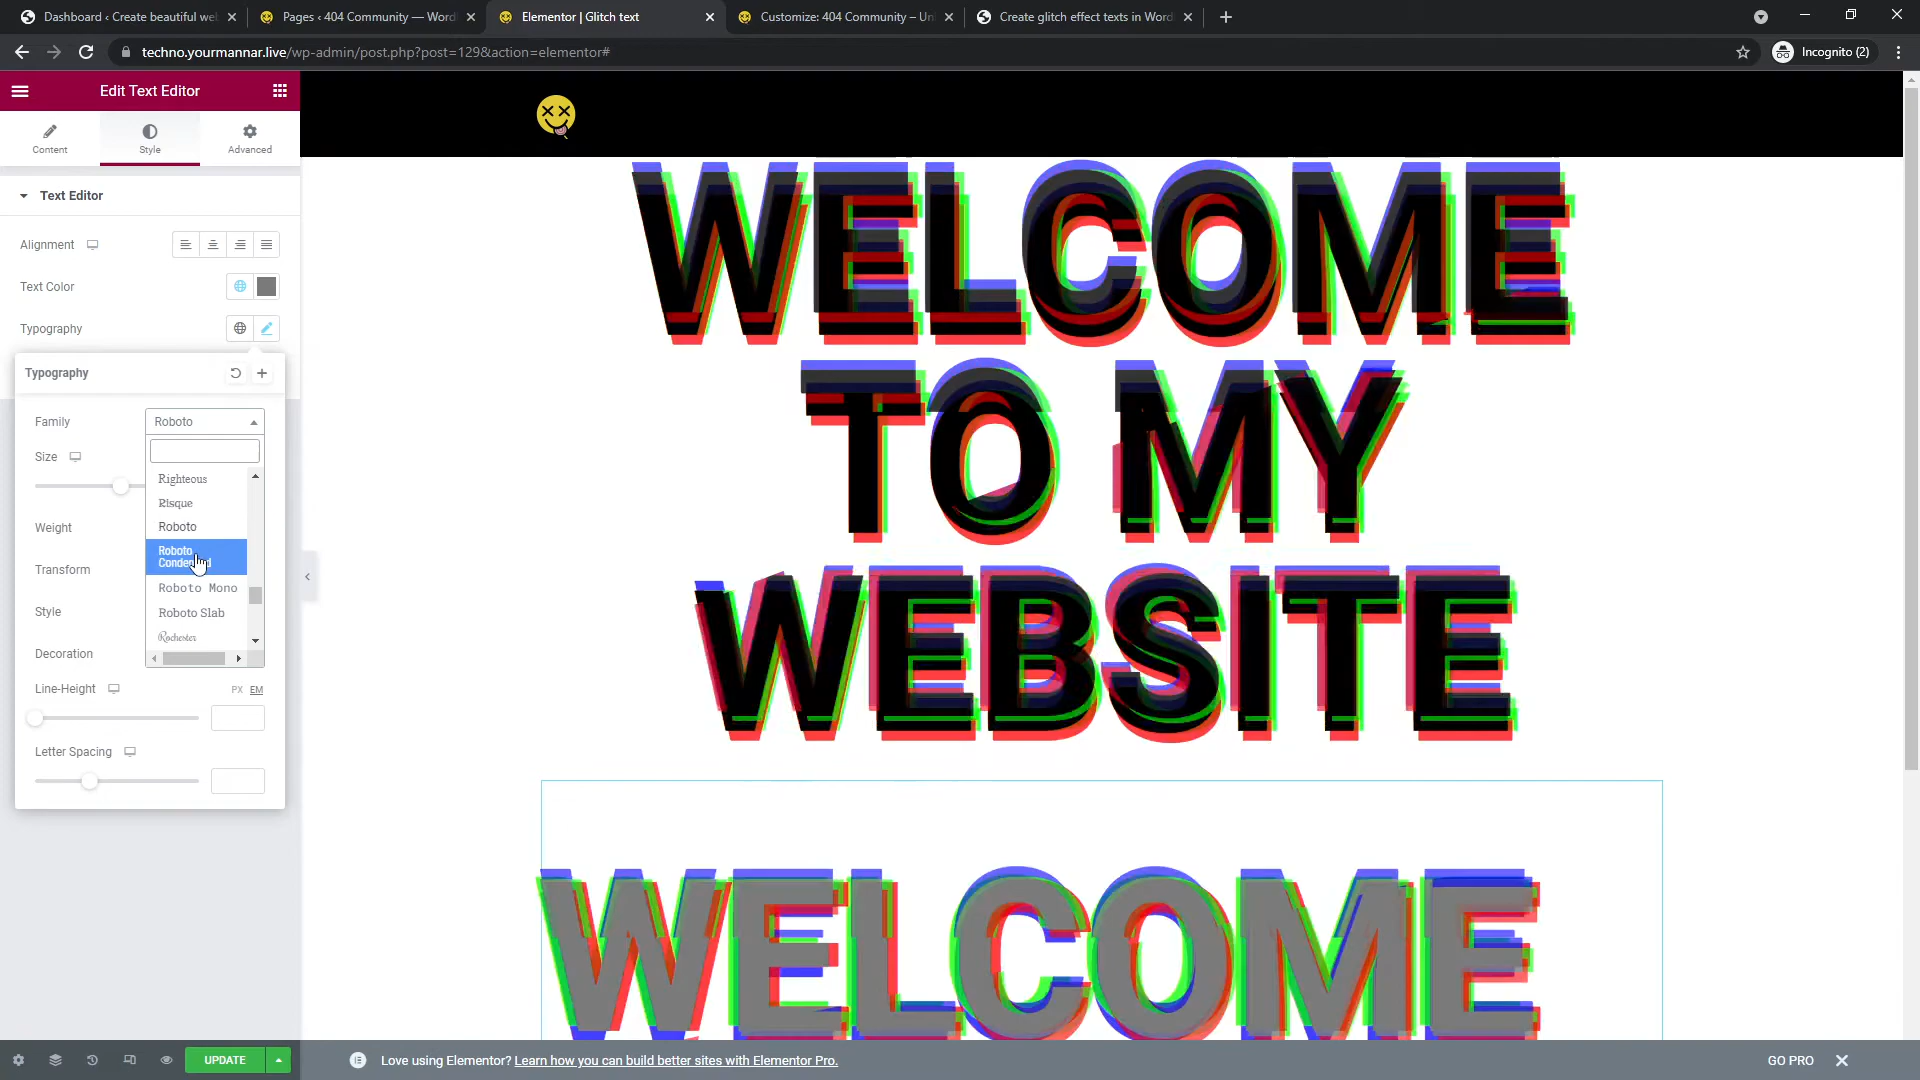 Dashboard ‹ Create beautiful we
Pages ‹ 404 Community — Word
Elementor | Glitch text
Customize: 404 Community – Un
Create glitch effect texts in Word
techno.yourmannar.live/wp-admin/post.php?post=129&action=elementor#
Incognito (2)
Edit Text Editor
Content
Style
Advanced
Text Editor
Alignment
Text Color
Typography
Typography
Family
Roboto
Size
Righteous
Risque
Roboto
Roboto
Weight
Transform
Roboto Mono
Style
Roboto Slab
Rochester
Decoration
Line-Height
PX EM
Letter Spacing
UPDATE
WELCOME
TO MY
WEBSITE
WELCOME
Love using Elementor? Learn how you can build better sites with Elementor Pro.
GO PRO